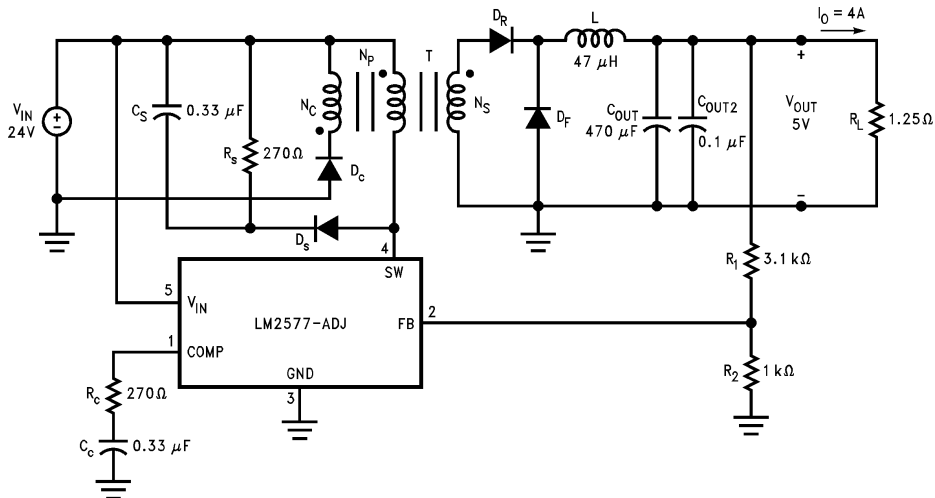 I_O = 4A
D_R
L
47 μH
N_P
T
N_C
N_S
V_IN
24V
C_S
0.33 μF
R_s
270Ω
D_c
D_F
C_OUT
470 μF
C_OUT2
0.1 μF
+
V_OUT
5V
−
R_L
1.25Ω
+
−
D_s
4
SW
R_1
3.1 kΩ
5
V_IN
LM2577-ADJ
FB
2
1
COMP
GND
3
R_2
1 kΩ
R_c
270Ω
C_c
0.33 μF